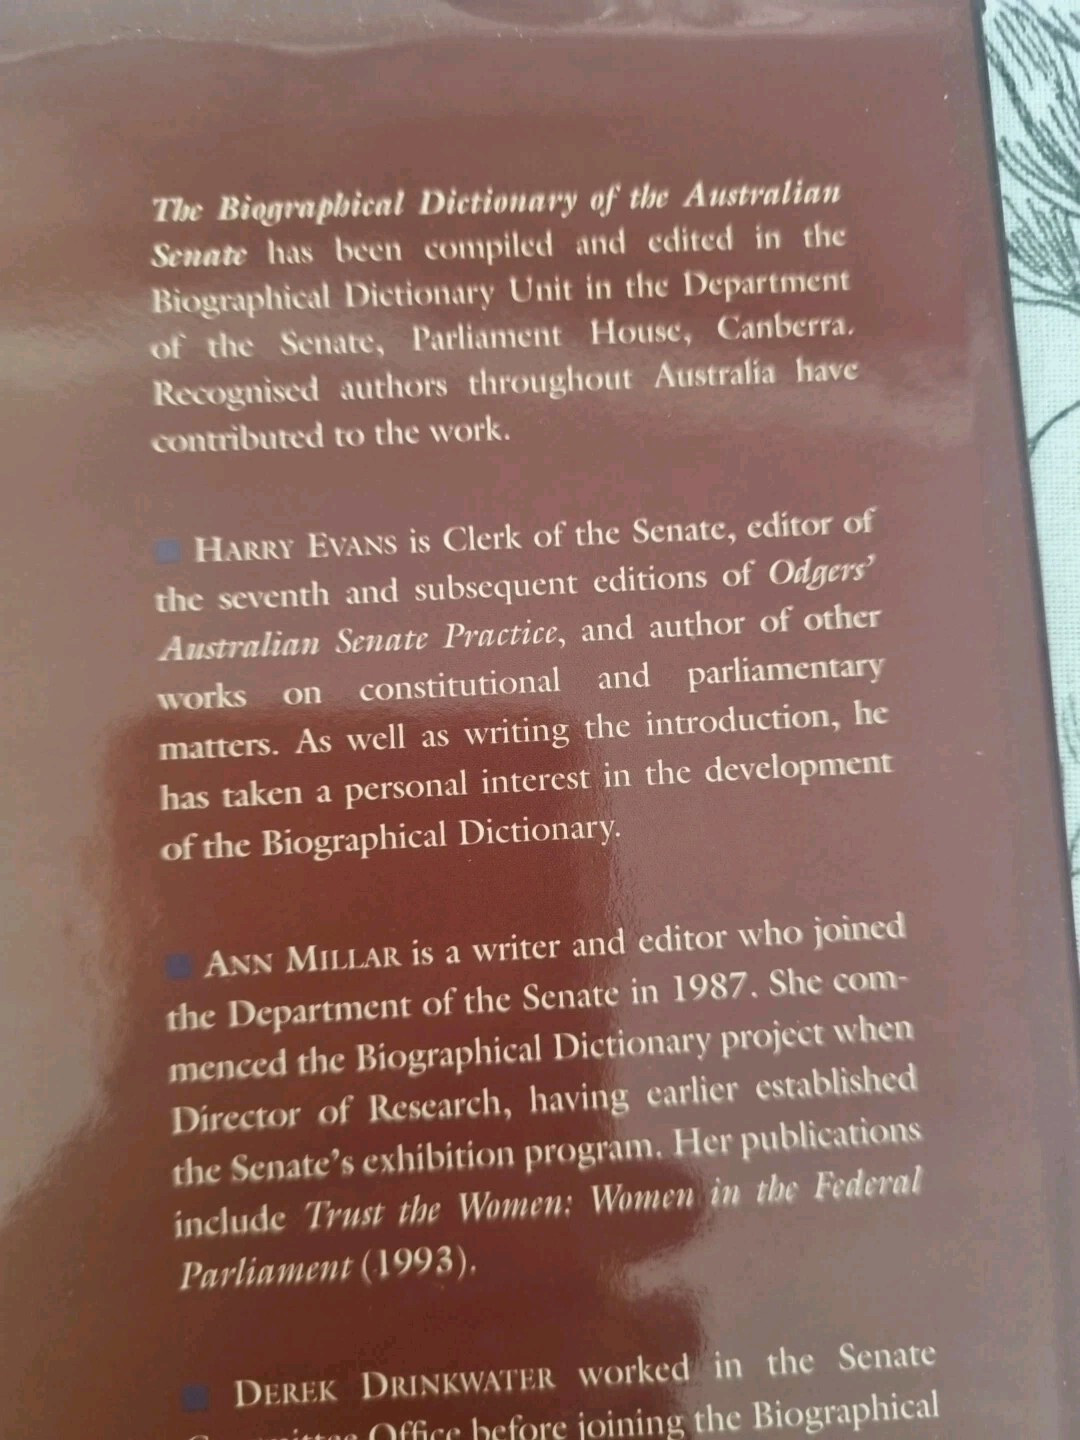 The Biographical Dictionary of the Australian
Senate has been compiled and edited in the
Biographical Dictionary Unit in the Department
of the Senate, Parliament House, Canberra.
Recognised authors throughout Australia have
contributed to the work.
HARRY EVANS is Clerk of the Senate, editor of
the seventh and subsequent editions of Odgers’
Australian Senate Practice, and author of other
works on constitutional and parliamentary
matters. As well as writing the introduction, he
has taken a personal interest in the development
of the Biographical Dictionary.
ANN MILLAR is a writer and editor who joined
the Department of the Senate in 1987. She com-
menced the Biographical Dictionary project when
Director of Research, having earlier established
the Senate’s exhibition program. Her publications
include Trust the Women: Women in the Federal
Parliament (1993).
DEREK DRINKWATER worked in the Senate
Committee Office before joining the Biographical